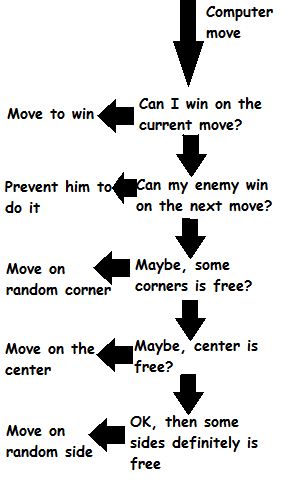 Computer
move
Move to win
Can I win on the
current move?
Prevent him to
do it
Can my enemy win
on the next move?
Move on
random corner
Maybe, some
corners is free?
Move on the
center
Maybe, center is
free?
Move on
random side
OK, then some
sides definitely is
free